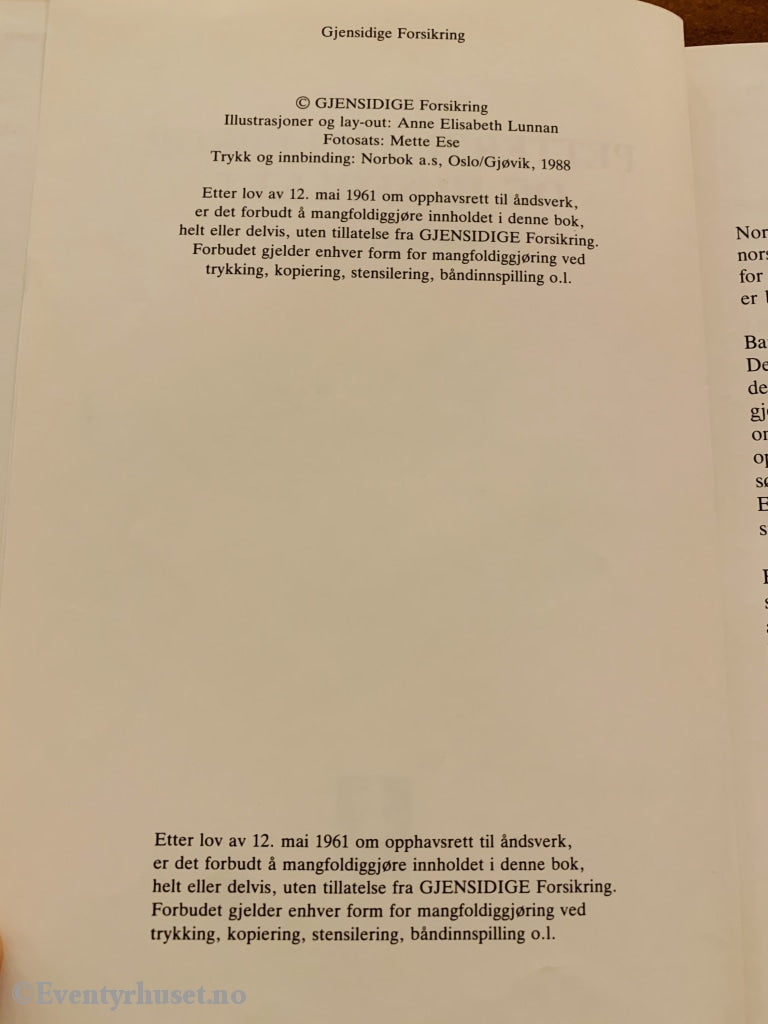 Gjensidige Forsikring
© GJENSIDIGE Forsikring
Illustrasjoner og lay-out: Anne Elisabeth Lunnan
Fotosats: Mette Ese
Trykk og innbinding: Norbok a.s, Oslo/Gjøvik, 1988
Etter lov av 12. mai 1961 om opphavsrett til åndsverk,
er det forbudt å mangfoldiggjøre innholdet i denne bok,
helt eller delvis, uten tillatelse fra GJENSIDIGE Forsikring.
Forbudet gjelder enhver form for mangfoldiggjøring ved
trykking, kopiering, stensilering, båndinnspilling o.l.
Etter lov av 12. mai 1961 om opphavsrett til åndsverk,
er det forbudt å mangfoldiggjøre innholdet i denne bok,
helt eller delvis, uten tillatelse fra GJENSIDIGE Forsikring.
Forbudet gjelder enhver form for mangfoldiggjøring ved
trykking, kopiering, stensilering, båndinnspilling o.l.
©Eventyrhuset.no
for
er